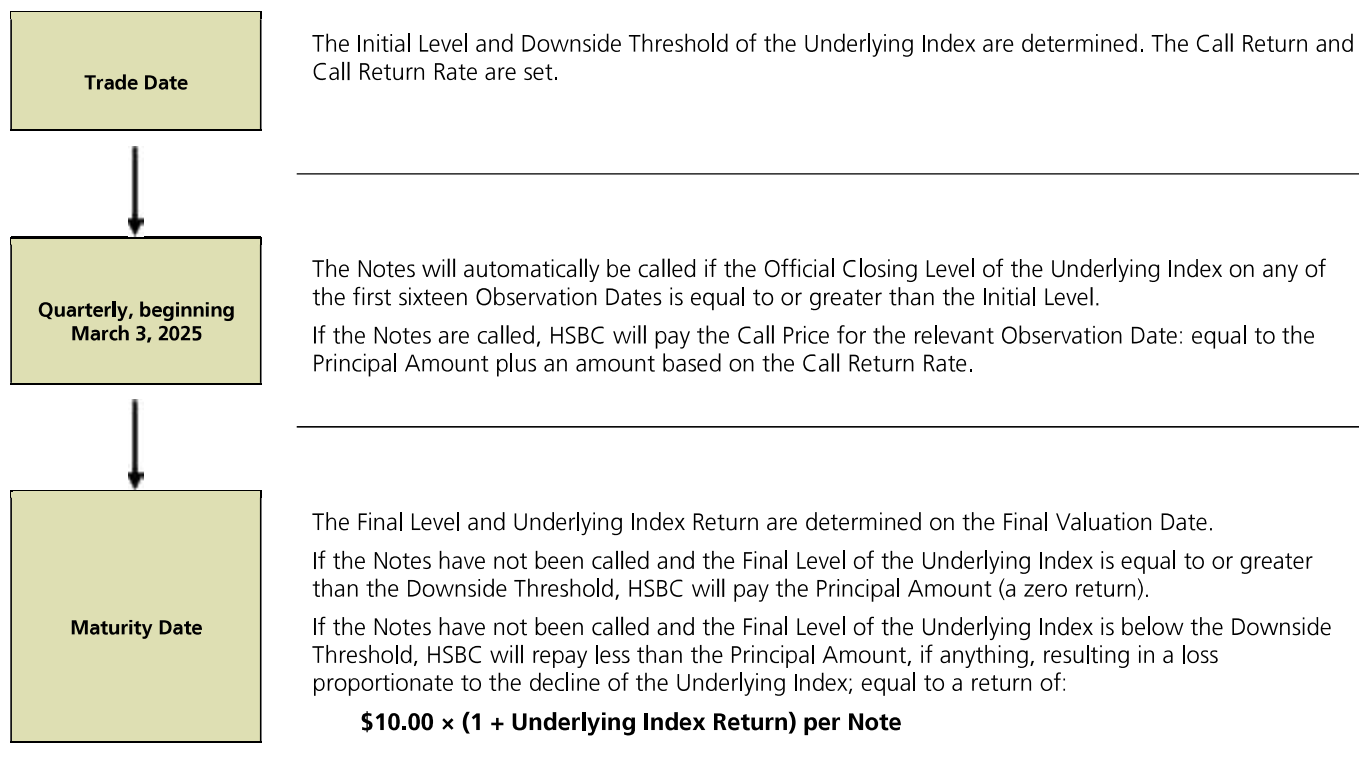 Trade Date
The Initial Level and Downside Threshold of the Underlying Index are determined. The Call Return and
Call Return Rate are set.
Quarterly, beginning
March 3, 2025
The Notes will automatically be called if the Official Closing Level of the Underlying Index on any of
the first sixteen Observation Dates is equal to or greater than the Initial Level.
If the Notes are called, HSBC will pay the Call Price for the relevant Observation Date: equal to the
Principal Amount plus an amount based on the Call Return Rate.
Maturity Date
The Final Level and Underlying Index Return are determined on the Final Valuation Date.
If the Notes have not been called and the Final Level of the Underlying Index is equal to or greater
than the Downside Threshold, HSBC will pay the Principal Amount (a zero return).
If the Notes have not been called and the Final Level of the Underlying Index is below the Downside
Threshold, HSBC will repay less than the Principal Amount, if anything, resulting in a loss
proportionate to the decline of the Underlying Index; equal to a return of:
$10.00 × (1 + Underlying Index Return) per Note